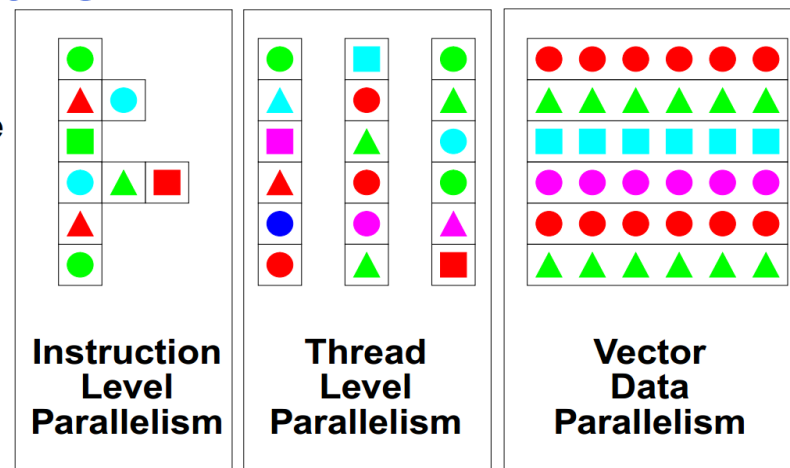 Instruction
Level
Parallelism
Thread
Level
Parallelism
Vector
Data
Parallelism